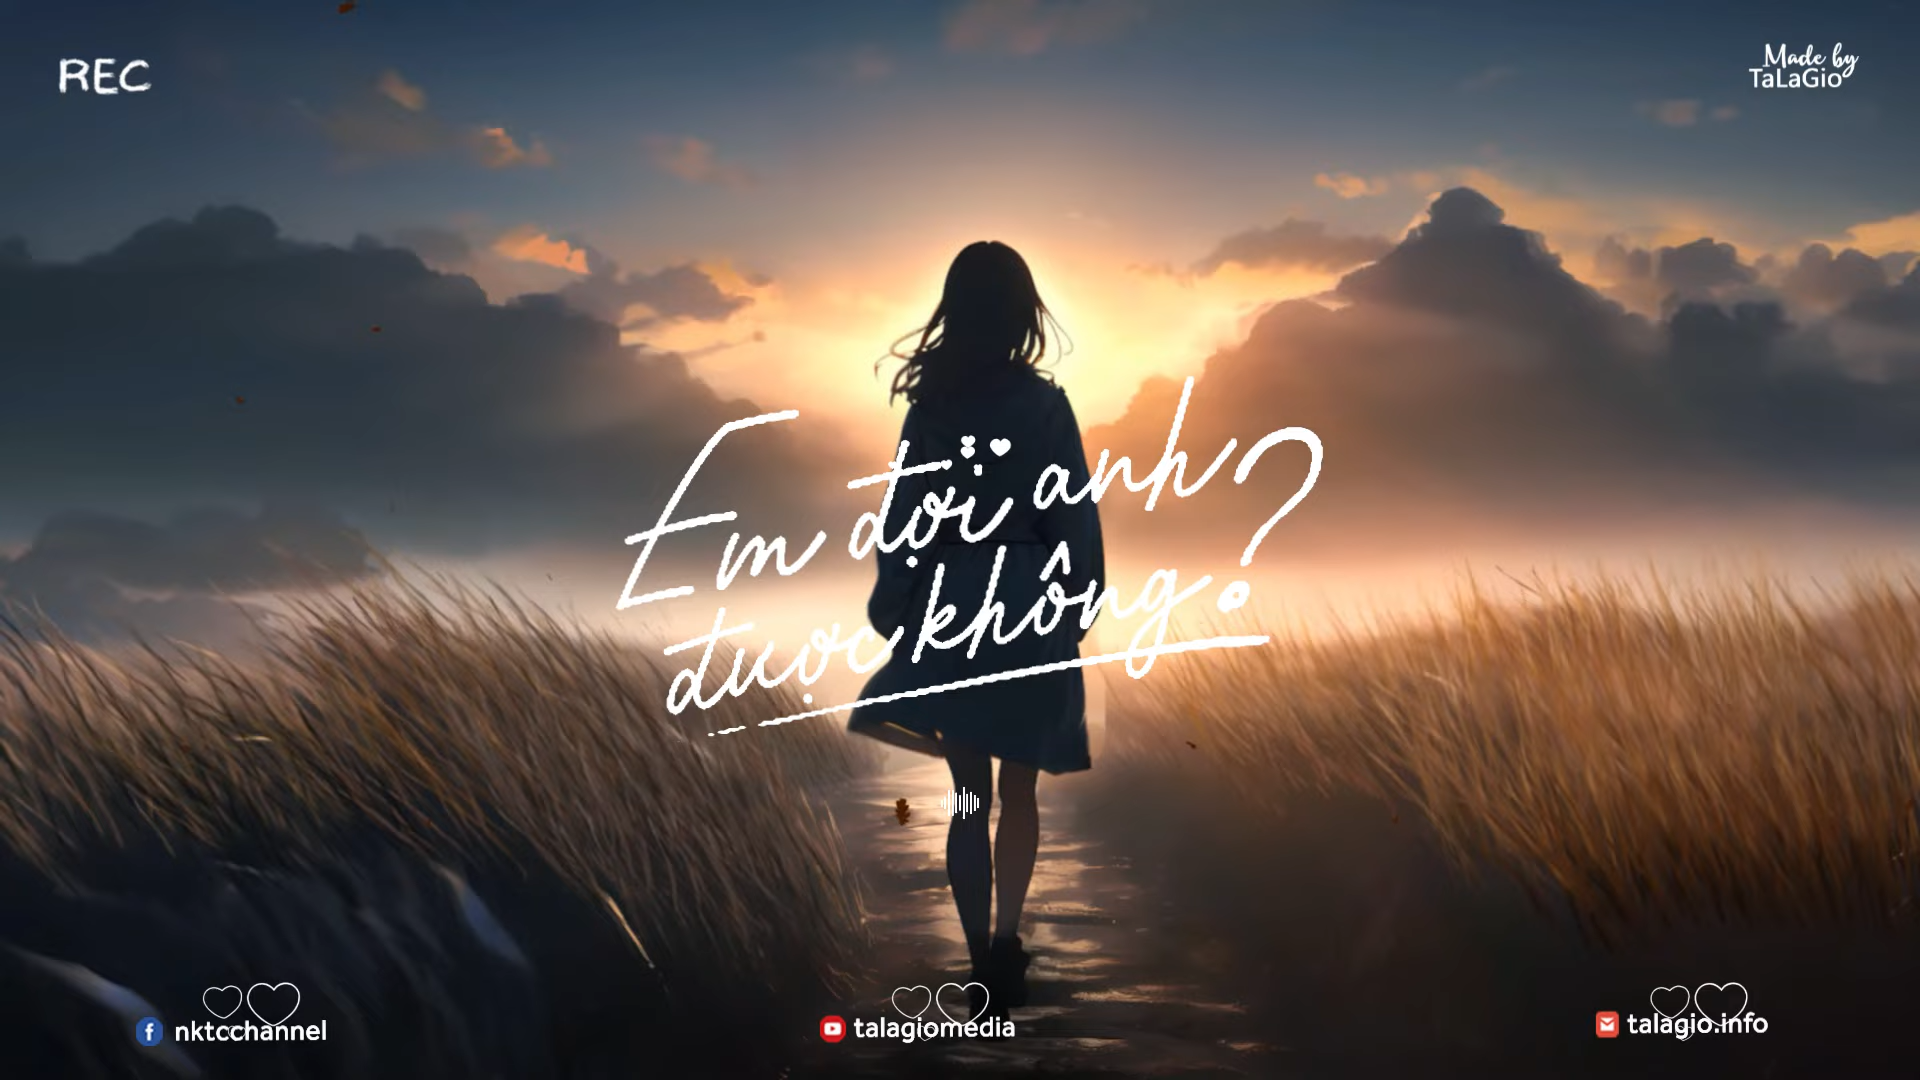 REC
Made by
TaLaGio
Em đợi anh
được không?
nktcchannel
talagiomedia
talagio.info